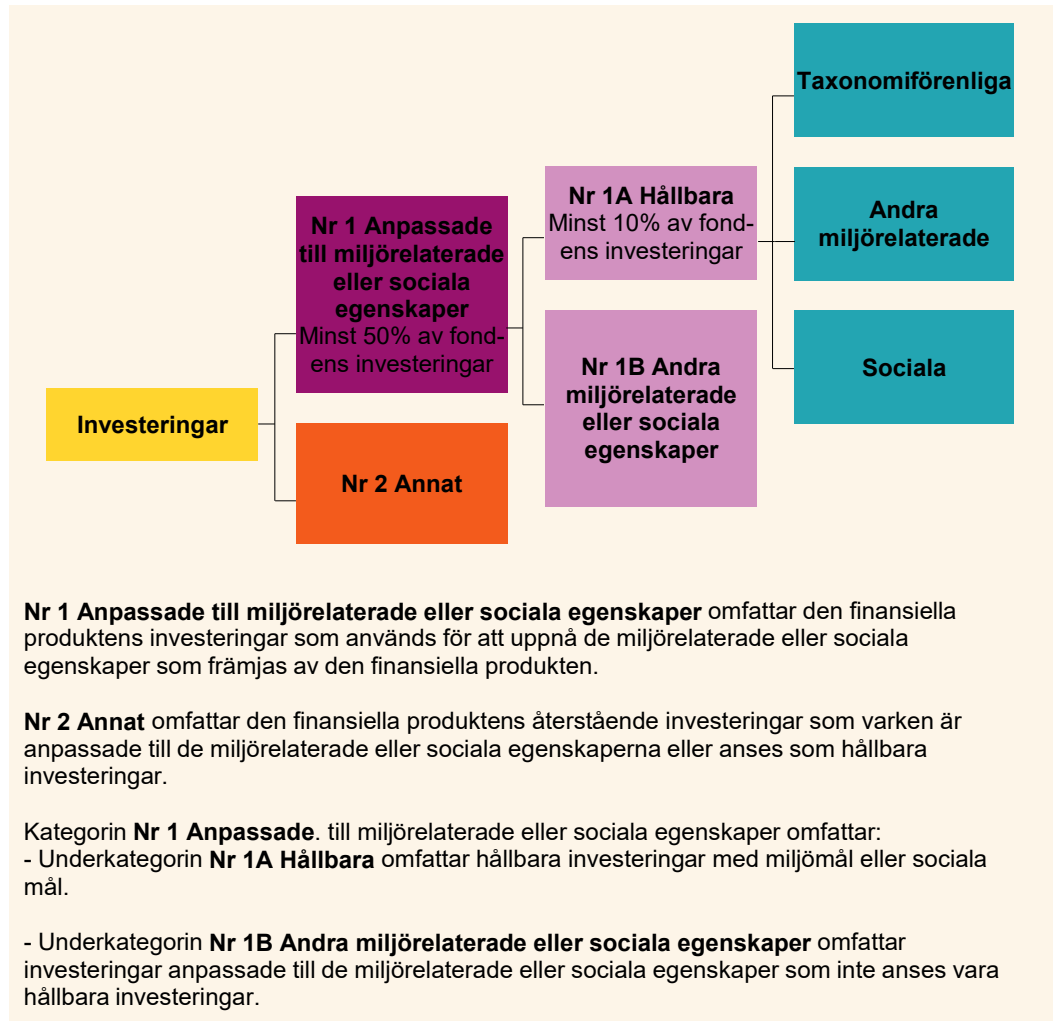 Taxonomiförenliga
Nr 1 Anpassade
till miljörelaterade
eller sociala
egenskaper
Minst 50% av fond-
ens investeringar
Nr 1A Hållbara
Minst 10% av fond-
ens investeringar
Andra
miljörelaterade
Nr 1B Andra
miljörelaterade
eller sociala
egenskaper
Sociala
Investeringar
Nr 2 Annat
Nr 1 Anpassade till miljörelaterade eller sociala egenskaper omfattar den finansiella
produktens investeringar som används för att uppnå de miljörelaterade eller sociala
egenskaper som främjas av den finansiella produkten.
Nr 2 Annat omfattar den finansiella produktens återstående investeringar som varken är
anpassade till de miljörelaterade eller sociala egenskaperna eller anses som hållbara
investeringar.
Kategorin Nr 1 Anpassade. till miljörelaterade eller sociala egenskaper omfattar:
- Underkategorin Nr 1A Hållbara omfattar hållbara investeringar med miljömål eller sociala
mål.
- Underkategorin Nr 1B Andra miljörelaterade eller sociala egenskaper omfattar
investeringar anpassade till de miljörelaterade eller sociala egenskaper som inte anses vara
hållbara investeringar.